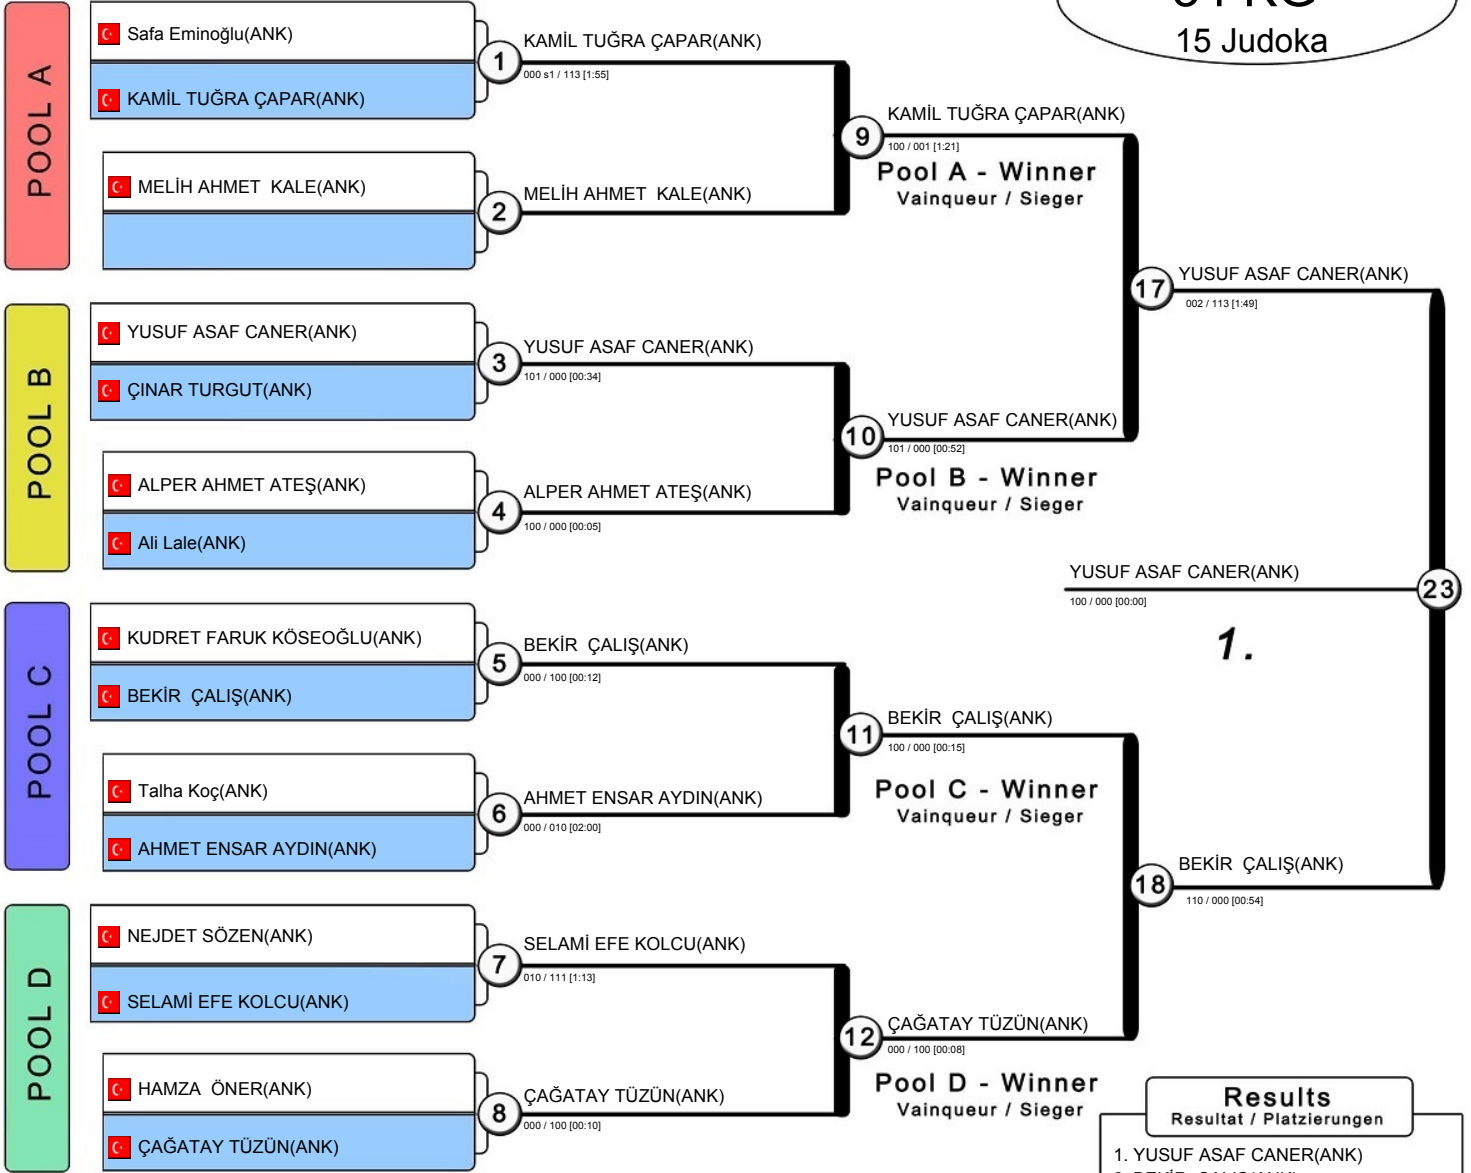 15 Judoka
POOL A
Safa Eminoğlu(ANK)
KAMİL TUĞRA ÇAPAR(ANK)
1
KAMİL TUĞRA ÇAPAR(ANK)
000 s1 / 113 [1:55]
MELİH AHMET  KALE(ANK)
2
MELİH AHMET  KALE(ANK)
9
KAMİL TUĞRA ÇAPAR(ANK)
100 / 001 [1:21]
Pool A - Winner
Vainqueur / Sieger
POOL B
YUSUF ASAF CANER(ANK)
ÇINAR TURGUT(ANK)
3
YUSUF ASAF CANER(ANK)
101 / 000 [00:34]
ALPER AHMET ATEŞ(ANK)
Ali Lale(ANK)
4
ALPER AHMET ATEŞ(ANK)
100 / 000 [00:05]
10
YUSUF ASAF CANER(ANK)
101 / 000 [00:52]
Pool B - Winner
Vainqueur / Sieger
17
YUSUF ASAF CANER(ANK)
002 / 113 [1:49]
POOL C
KUDRET FARUK KÖSEOĞLU(ANK)
BEKİR  ÇALIŞ(ANK)
5
BEKİR  ÇALIŞ(ANK)
000 / 100 [00:12]
Talha Koç(ANK)
AHMET ENSAR AYDIN(ANK)
6
AHMET ENSAR AYDIN(ANK)
000 / 010 [02:00]
11
BEKİR  ÇALIŞ(ANK)
100 / 000 [00:15]
Pool C - Winner
Vainqueur / Sieger
POOL D
NEJDET SÖZEN(ANK)
SELAMİ EFE KOLCU(ANK)
7
SELAMİ EFE KOLCU(ANK)
010 / 111 [1:13]
HAMZA  ÖNER(ANK)
ÇAĞATAY TÜZÜN(ANK)
8
ÇAĞATAY TÜZÜN(ANK)
000 / 100 [00:10]
12
ÇAĞATAY TÜZÜN(ANK)
000 / 100 [00:08]
Pool D - Winner
Vainqueur / Sieger
18
BEKİR  ÇALIŞ(ANK)
110 / 000 [00:54]
YUSUF ASAF CANER(ANK)
100 / 000 [00:00]
23
1.
Results
Resultat / Platzierungen
1. YUSUF ASAF CANER(ANK)